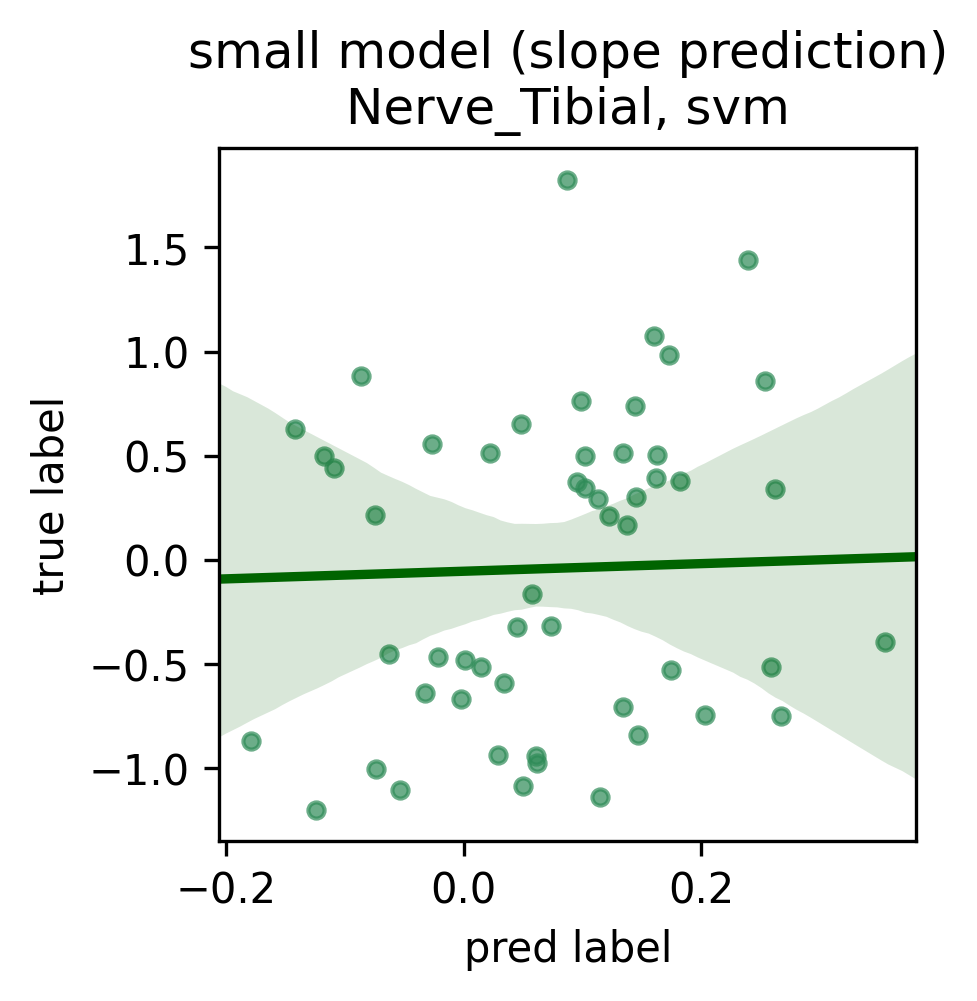 small model (slope prediction)
Nerve_Tibial, svm
1.5
1.0
0.5
0.0
−0.5
−1.0
true label
−0.2
0.0
0.2
pred label